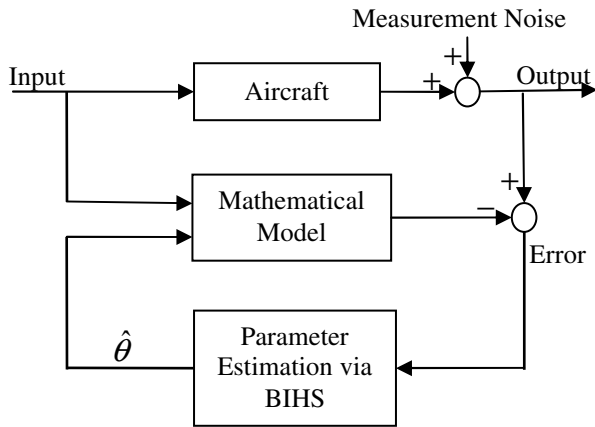 Measurement Noise
Input
Aircraft
+
+
Output
Mathematical
Model
+
−
Error
Parameter
Estimation via
BIHS
θ̂